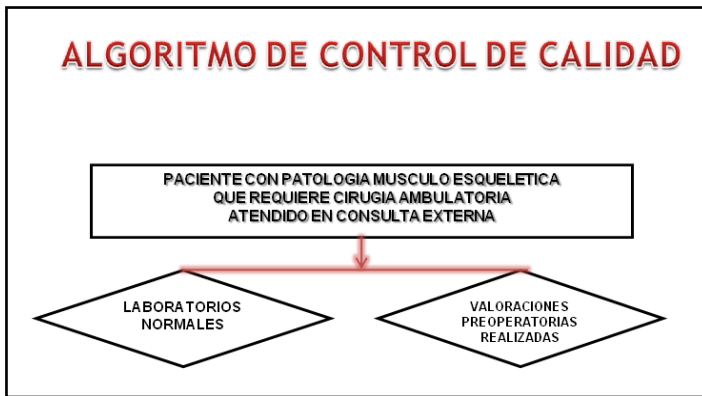 ALGORITMO DE CONTROL DE CALIDAD
PACIENTE CON PATOLOGIA MUSCULO ESQUELETICA
QUE REQUIERE CIRUGIA AMBULATORIA
ATENDIDO EN CONSULTA EXTERNA
LABORATORIOS
NORMALES
VALORACIONES
PREOPERATORIAS
REALIZADAS